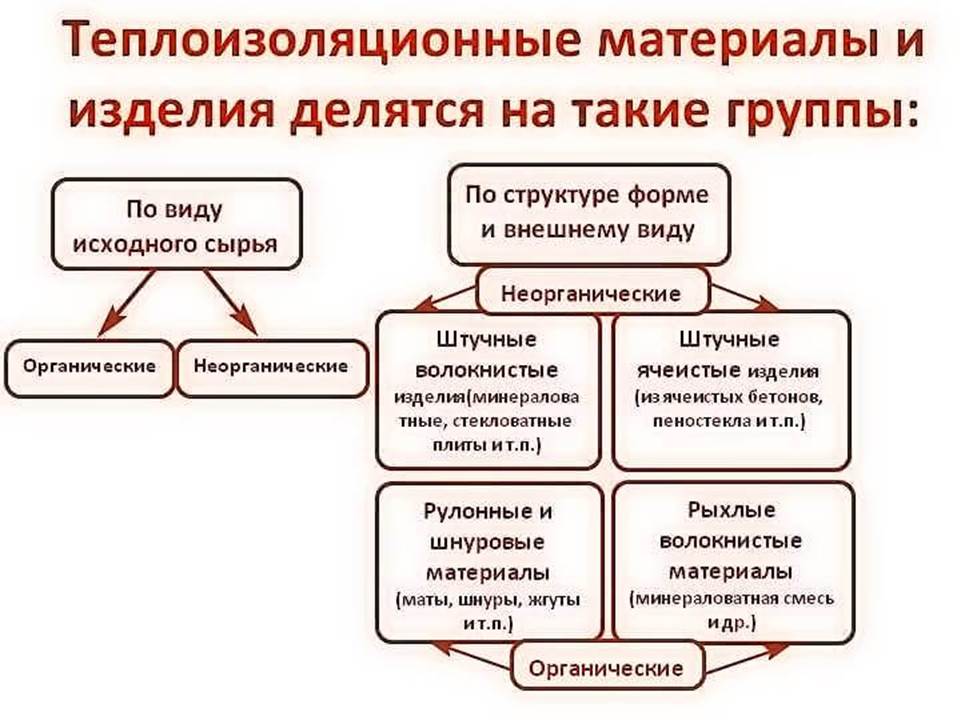 Теплоизоляционные материалы и
изделия делятся на такие группы:
По виду
исходного сырья
Органические
Неорганические
По структуре форме
и внешнему виду
Неорганические
Штучные
волокнистые
изделия(минералова
тные, стекловатные
плиты и т.п.)
Штучные
ячеистые изделия
(из ячеистых бетонов,
пеностекла и т.п.)
Рулонные и
шнуровые
материалы
(маты, шнуры, жгуты
и т.п.)
Рыхлые
волокнистые
материалы
(минераловатная смесь
и др.)
Органические